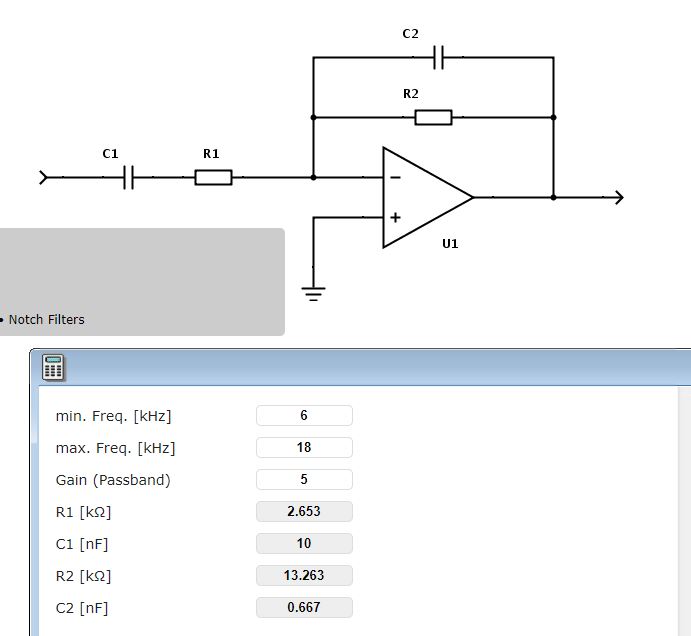 C2
R2
C1 R1
−
+
U1
• Notch Filters
min. Freq. [kHz] 6
max. Freq. [kHz] 18
Gain (Passband) 5
R1 [kΩ] 2.653
C1 [nF] 10
R2 [kΩ] 13.263
C2 [nF] 0.667